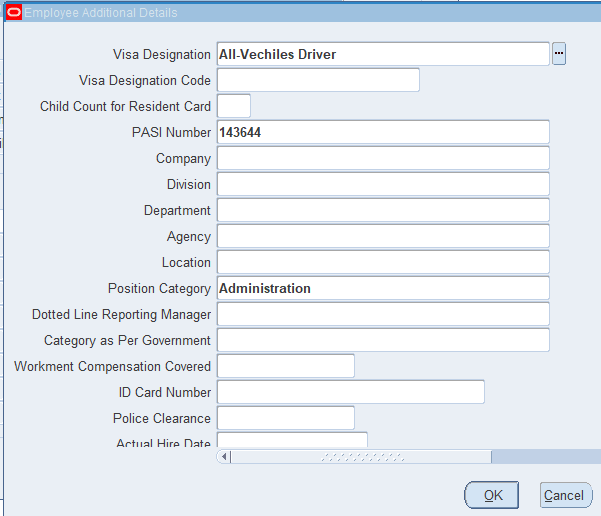 Employee Additional Details
Visa Designation All-Vechiles Driver ...
Visa Designation Code
Child Count for Resident Card
PASI Number 143644
Company
Division
Department
Agency
Location
Position Category Administration
Dotted Line Reporting Manager
Category as Per Government
Workment Compensation Covered
ID Card Number
Police Clearance
Actual Hire Date
OK Cancel